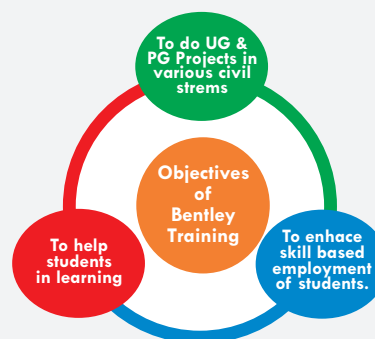 To do UG &
PG Projects in
various civil
strems
Objectives
of
Bentley
Training
To help
students
in learning
To enhace
skill based
employment
of students.